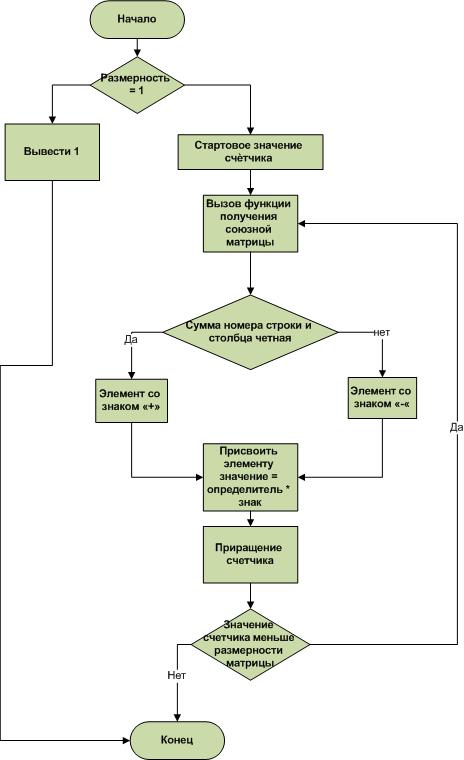 Начало
Размерность
= 1
Вывести 1
Стартовое значение
счѐтчика
Вызов функции
получения
союзной
матрицы
Сумма номера строки и
столбца четная
Да
нет
Элемент со
знаком «+»
Элемент со
знаком «-«
Присвоить
элементу
значение =
определитель *
знак
Приращение
счетчика
Значение
счетчика меньше
размерности
матрицы
Да
Нет
Конец